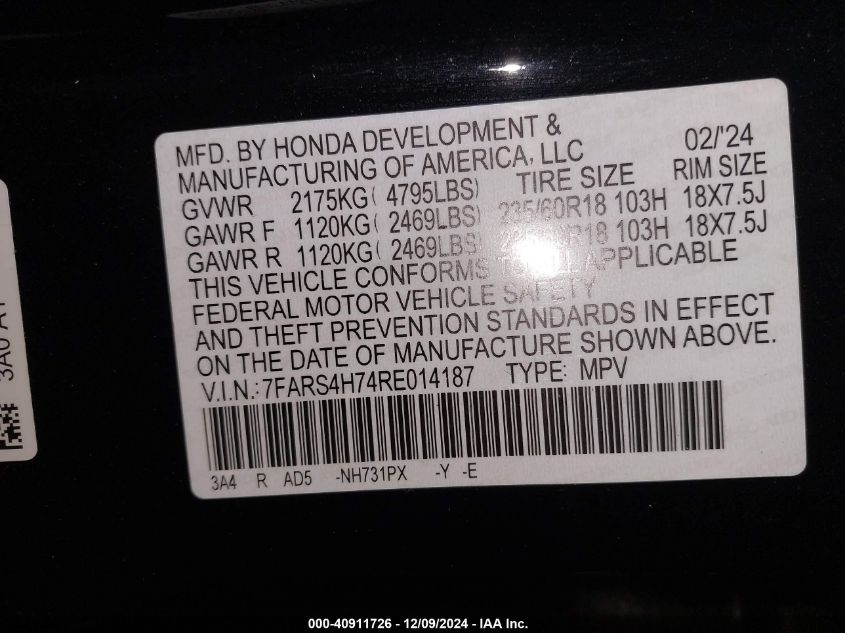 MFD. BY HONDA DEVELOPMENT &
MANUFACTURING OF AMERICA, LLC 02/'24
GVWR 2175KG( 4795LBS) TIRE SIZE RIM SIZE
GAWR F 1120KG( 2469LBS) 235/60R18 103H 18X7.5J
GAWR R 1120KG( 2469LBS) 103H 18X7.5J
THIS VEHICLE CONFORMS APPLICABLE
FEDERAL MOTOR VEHICLE SAFETY
AND THEFT PREVENTION STANDARDS IN EFFECT
ON THE DATE OF MANUFACTURE SHOWN ABOVE.
V.I.N.:7FARS4H74RE014187 TYPE: MPV
3A4 R AD5 -NH731PX -Y -E
000-40911726 - 12/09/2024 - IAA Inc.